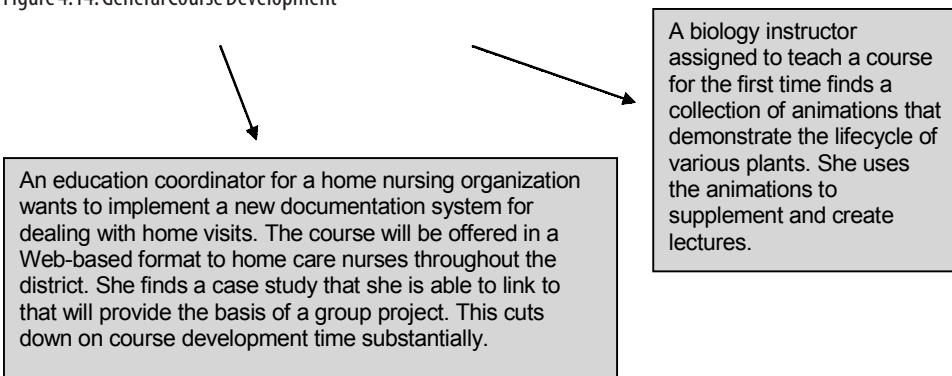 Figure 4.14. General Course Development
A biology instructor
assigned to teach a course
for the first time finds a
collection of animations that
demonstrate the lifecycle of
various plants. She uses
the animations to
supplement and create
lectures.
An education coordinator for a home nursing organization
wants to implement a new documentation system for
dealing with home visits. The course will be offered in a
Web-based format to home care nurses throughout the
district. She finds a case study that she is able to link to
that will provide the basis of a group project. This cuts
down on course development time substantially.